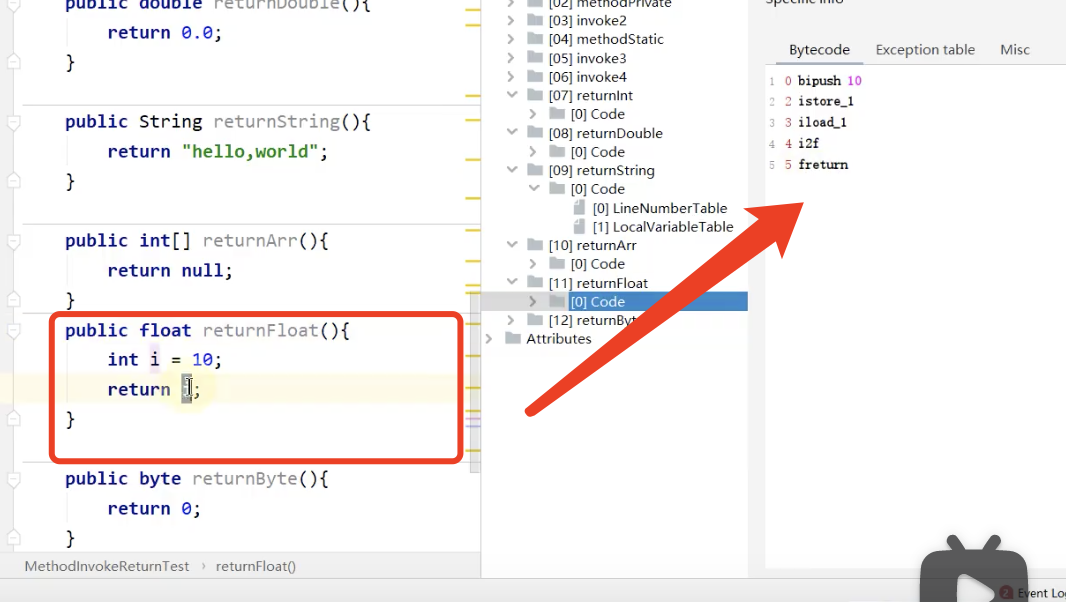 public double returnDouble(){
return 0.0;
}
public String returnString(){
return "hello,world";
}
public int[] returnArr(){
return null;
}
public float returnFloat(){
int i = 10;
return i;
}
public byte returnByte(){
return 0;
}
MethodInvokeReturnTest › returnFloat()
[02] methodPrivate
[03] invoke2
[04] methodStatic
[05] invoke3
[06] invoke4
[07] returnInt
[0] Code
[08] returnDouble
[0] Code
[09] returnString
[0] Code
[0] LineNumberTable
[1] LocalVariableTable
[10] returnArr
[0] Code
[11] returnFloat
[0] Code
[12] returnByte
Attributes
Specific info
Bytecode Exception table Misc
1 0 bipush 10
2 2 istore_1
3 3 iload_1
4 4 i2f
5 5 freturn
2 Event Log